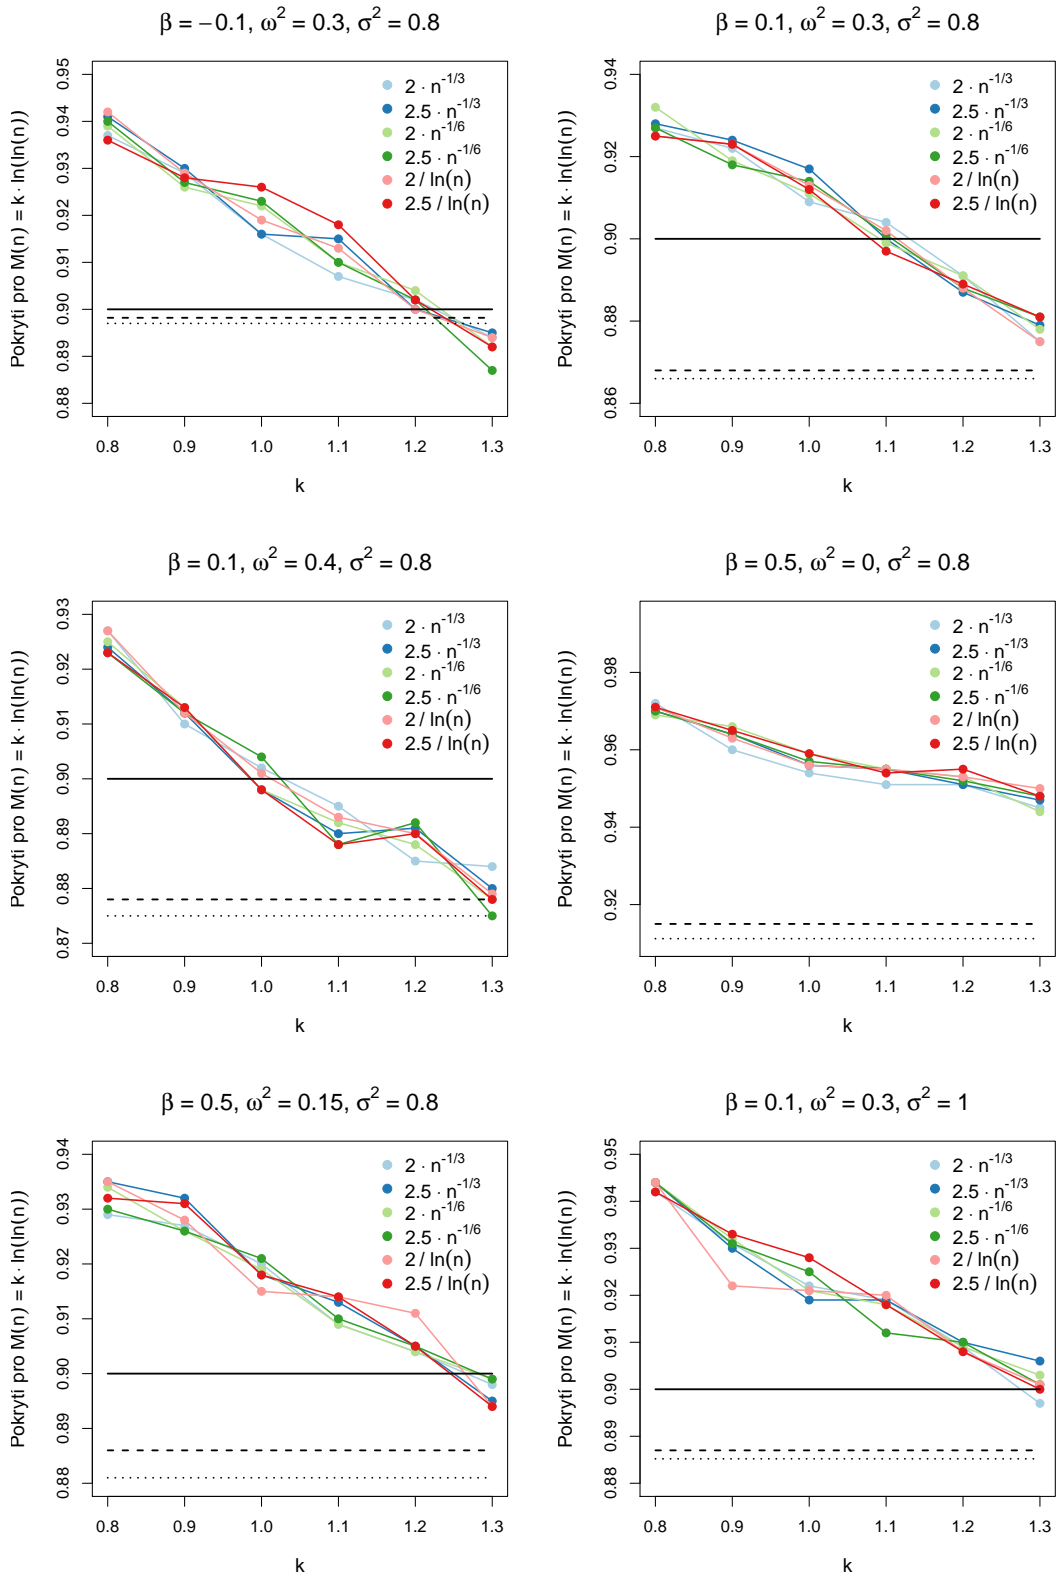 β = −0.1, ω² = 0.3, σ² = 0.8
Pokrytí pro M(n) = k · ln(ln(n))
0.95
0.94
0.93
0.92
0.91
0.90
0.89
0.88
2 · n⁻¹/³
2.5 · n⁻¹/³
2 · n⁻¹/⁶
2.5 · n⁻¹/⁶
2 / ln(n)
2.5 / ln(n)
0.8 0.9 1.0 1.1 1.2 1.3
k
β = 0.1, ω² = 0.3, σ² = 0.8
Pokrytí pro M(n) = k · ln(ln(n))
0.94
0.92
0.90
0.88
0.86
2 · n⁻¹/³
2.5 · n⁻¹/³
2 · n⁻¹/⁶
2.5 · n⁻¹/⁶
2 / ln(n)
2.5 / ln(n)
0.8 0.9 1.0 1.1 1.2 1.3
k
β = 0.1, ω² = 0.4, σ² = 0.8
Pokrytí pro M(n) = k · ln(ln(n))
0.93
0.92
0.91
0.90
0.89
0.88
0.87
2 · n⁻¹/³
2.5 · n⁻¹/³
2 · n⁻¹/⁶
2.5 · n⁻¹/⁶
2 / ln(n)
2.5 / ln(n)
0.8 0.9 1.0 1.1 1.2 1.3
k
β = 0.5, ω² = 0, σ² = 0.8
Pokrytí pro M(n) = k · ln(ln(n))
0.98
0.96
0.94
0.92
2 · n⁻¹/³
2.5 · n⁻¹/³
2 · n⁻¹/⁶
2.5 · n⁻¹/⁶
2 / ln(n)
2.5 / ln(n)
0.8 0.9 1.0 1.1 1.2 1.3
k
β = 0.5, ω² = 0.15, σ² = 0.8
Pokrytí pro M(n) = k · ln(ln(n))
0.94
0.93
0.92
0.91
0.90
0.89
0.88
2 · n⁻¹/³
2.5 · n⁻¹/³
2 · n⁻¹/⁶
2.5 · n⁻¹/⁶
2 / ln(n)
2.5 / ln(n)
0.8 0.9 1.0 1.1 1.2 1.3
k
β = 0.1, ω² = 0.3, σ² = 1
Pokrytí pro M(n) = k · ln(ln(n))
0.95
0.94
0.93
0.92
0.91
0.90
0.89
0.88
2 · n⁻¹/³
2.5 · n⁻¹/³
2 · n⁻¹/⁶
2.5 · n⁻¹/⁶
2 / ln(n)
2.5 / ln(n)
0.8 0.9 1.0 1.1 1.2 1.3
k